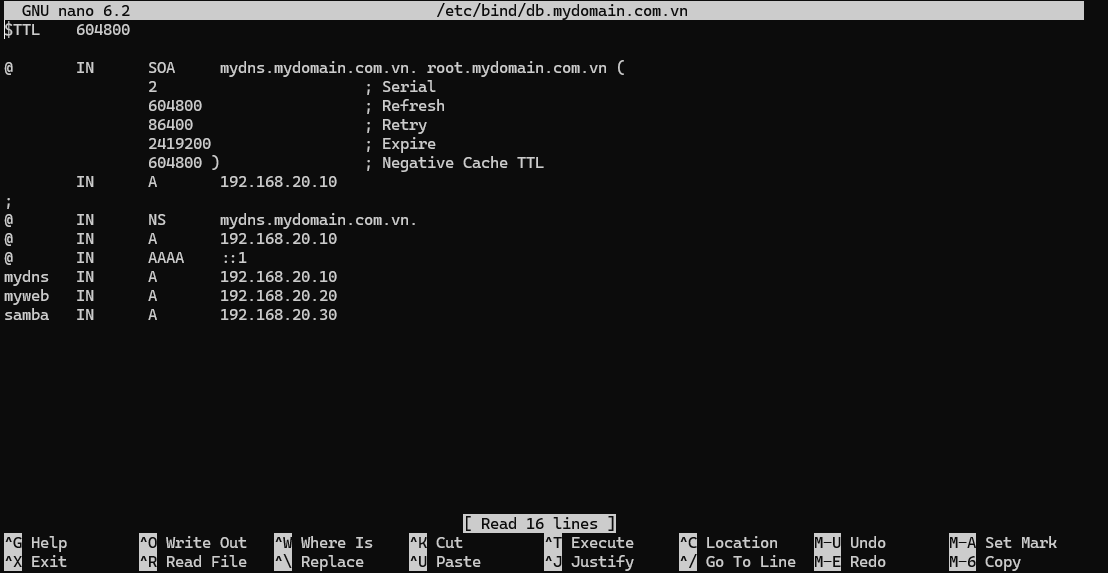 GNU nano 6.2 /etc/bind/db.mydomain.com.vn
$TTL 604800
@ IN SOA mydns.mydomain.com.vn. root.mydomain.com.vn (
2 ; Serial
604800 ; Refresh
86400 ; Retry
2419200 ; Expire
604800 ) ; Negative Cache TTL
IN A 192.168.20.10
;
@ IN NS mydns.mydomain.com.vn.
@ IN A 192.168.20.10
@ IN AAAA ::1
mydns IN A 192.168.20.10
myweb IN A 192.168.20.20
samba IN A 192.168.20.30
[ Read 16 lines ]
^G Help ^O Write Out ^W Where Is ^K Cut ^T Execute ^C Location M-U Undo M-A Set Mark
^X Exit ^R Read File ^\ Replace ^U Paste ^J Justify ^/ Go To Line M-E Redo M-6 Copy